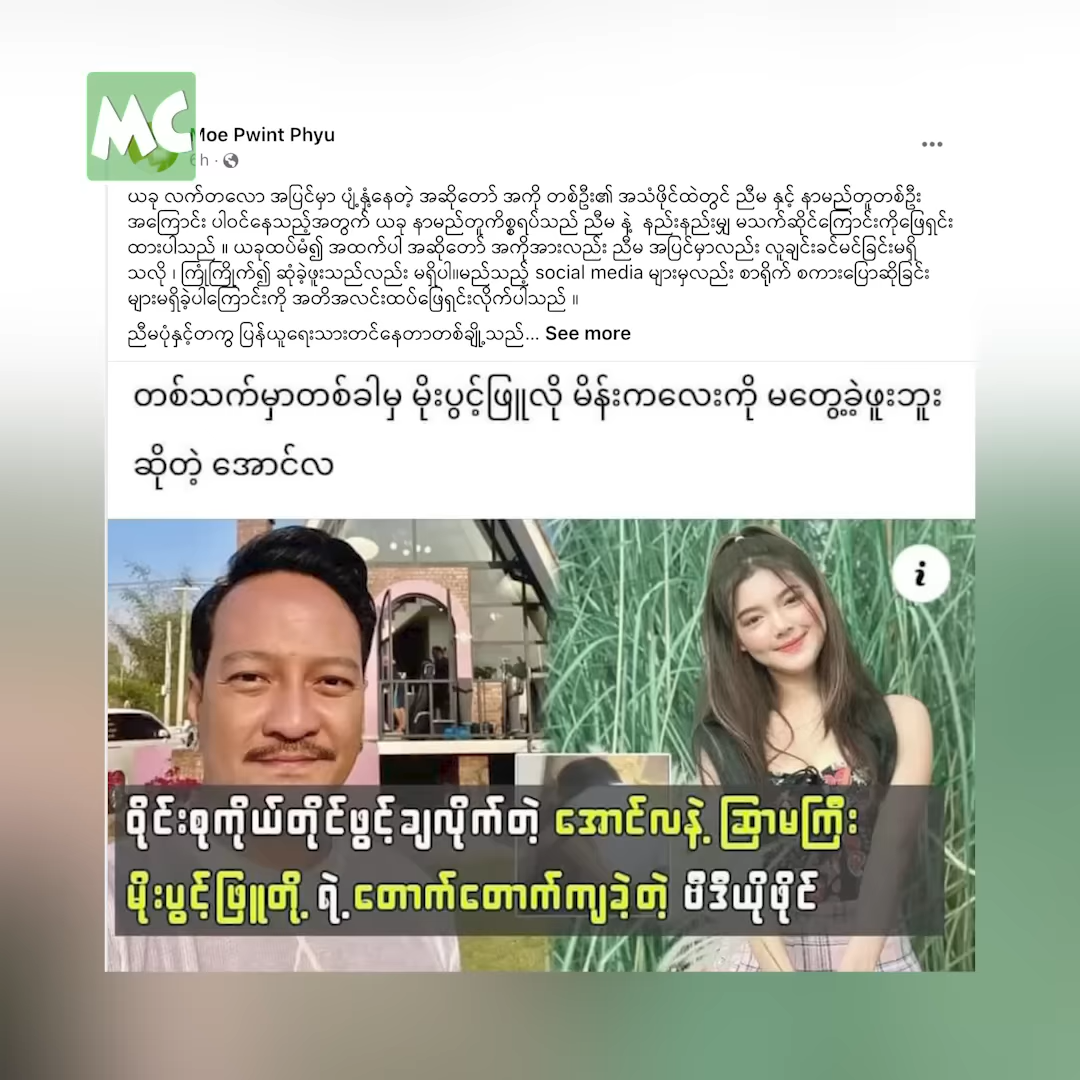 MC
Moe Pwint Phyu
6h ·
ယခု လက်တလော အပြင်မှာ ပျံ့နှံ့နေတဲ့ အဆိုတော် အကို တစ်ဦး၏ အသံဖိုင်ထဲတွင် ညီမ နှင့် နာမည်တူတစ်ဦး
အကြောင်း ပါဝင်နေသည့်အတွက် ယခု နာမည်တူကိစ္စရပ်သည် ညီမ နဲ့ နည်းနည်းမျှ မသက်ဆိုင်ကြောင်းကိုဖြေရှင်း
ထားပါသည် ။ ယခုထပ်မံ၍ အထက်ပါ အဆိုတော် အကိုအားလည်း ညီမ အပြင်မှာလည်း လူချင်းခင်မင်ခြင်းမရှိ
သလို ၊ ကြုံကြိုက်၍ ဆုံခဲ့ဖူးသည်လည်း မရှိပါ။မည်သည့် social media များမှလည်း စာရိုက် စကားပြောဆိုခြင်း
များမရှိခဲ့ပါကြောင်းကို အတိအလင်းထပ်ဖြေရှင်းလိုက်ပါသည် ။
ညီမပုံနှင့်တကွ ပြန်ယူရေးသားတင်နေတာတစ်ချို့သည်... See more
တစ်သက်မှာတစ်ခါမှ မိုးပွင့်ဖြူလို မိန်းကလေးကို မတွေ့ခဲ့ဖူးဘူး
ဆိုတဲ့ အောင်လ
ဝိုင်းစုကိုယ်တိုင်ဖွင့်ချလိုက်တဲ့ အောင်လနဲ့ ဩာမကြီး
မိုးပွင့်ဖြူတို့ ရဲ့ တောက်တောက်ကျခဲ့တဲ့ ဗီဒီယိုဖိုင်